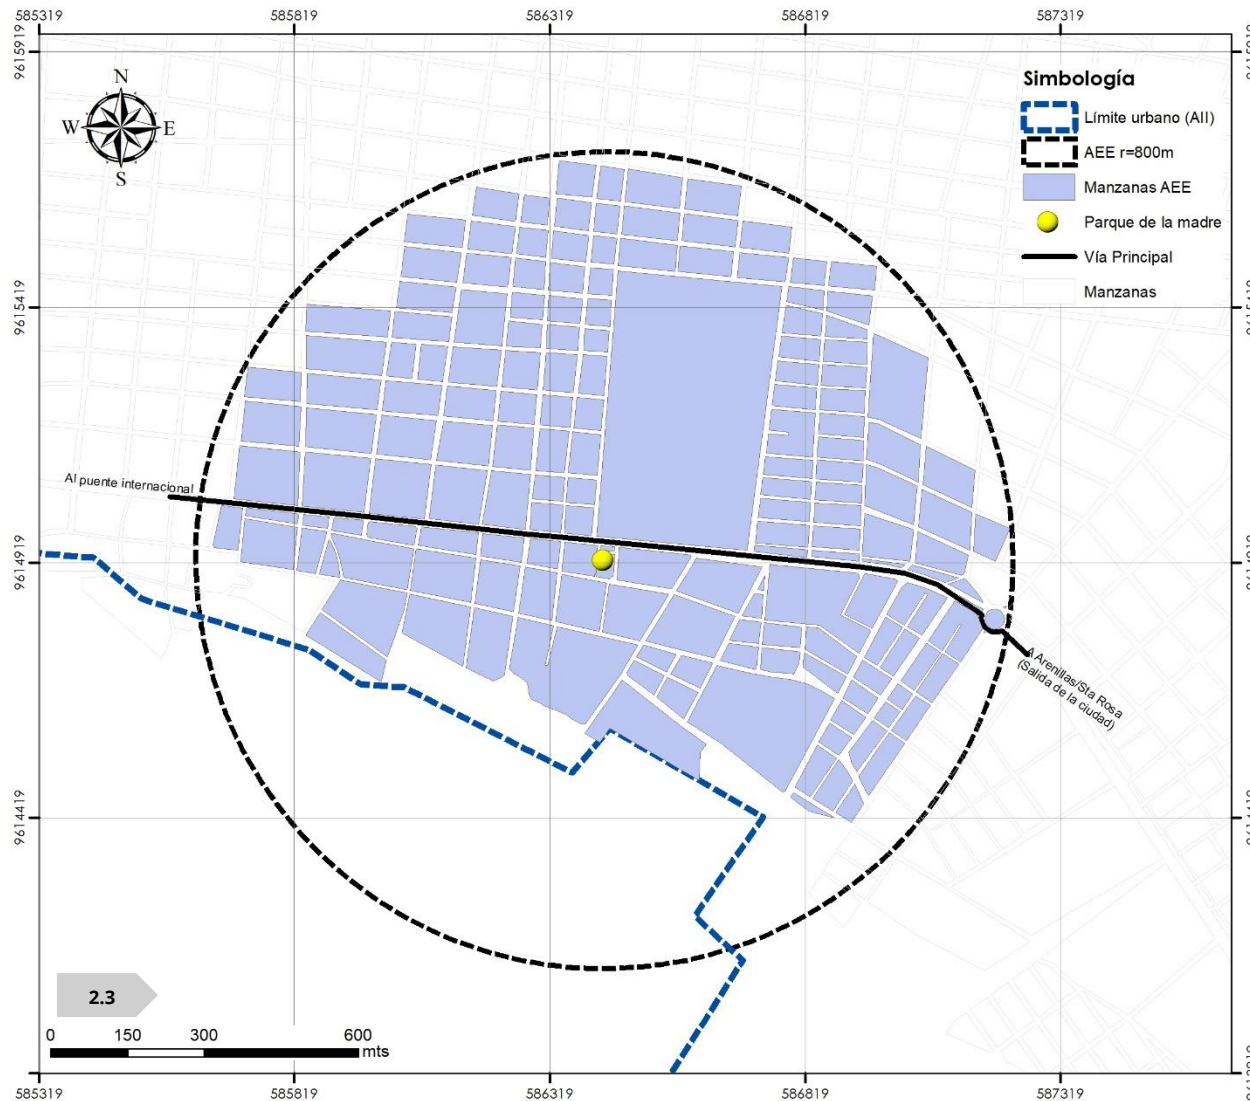 585319 585819 586319 586819 587319
9615919
N
W E
S
Simbología
Límite urbano (AII)
AEE r=800m
Manzanas AEE
Parque de la madre
Vía Principal
Manzanas
9615419
Al puente internacional
9614919
A Arenillas/Sta Rosa
(Salida de la ciudad)
9614419
2.3
0 150 300 600
mts
585319 585819 586319 586819 587319